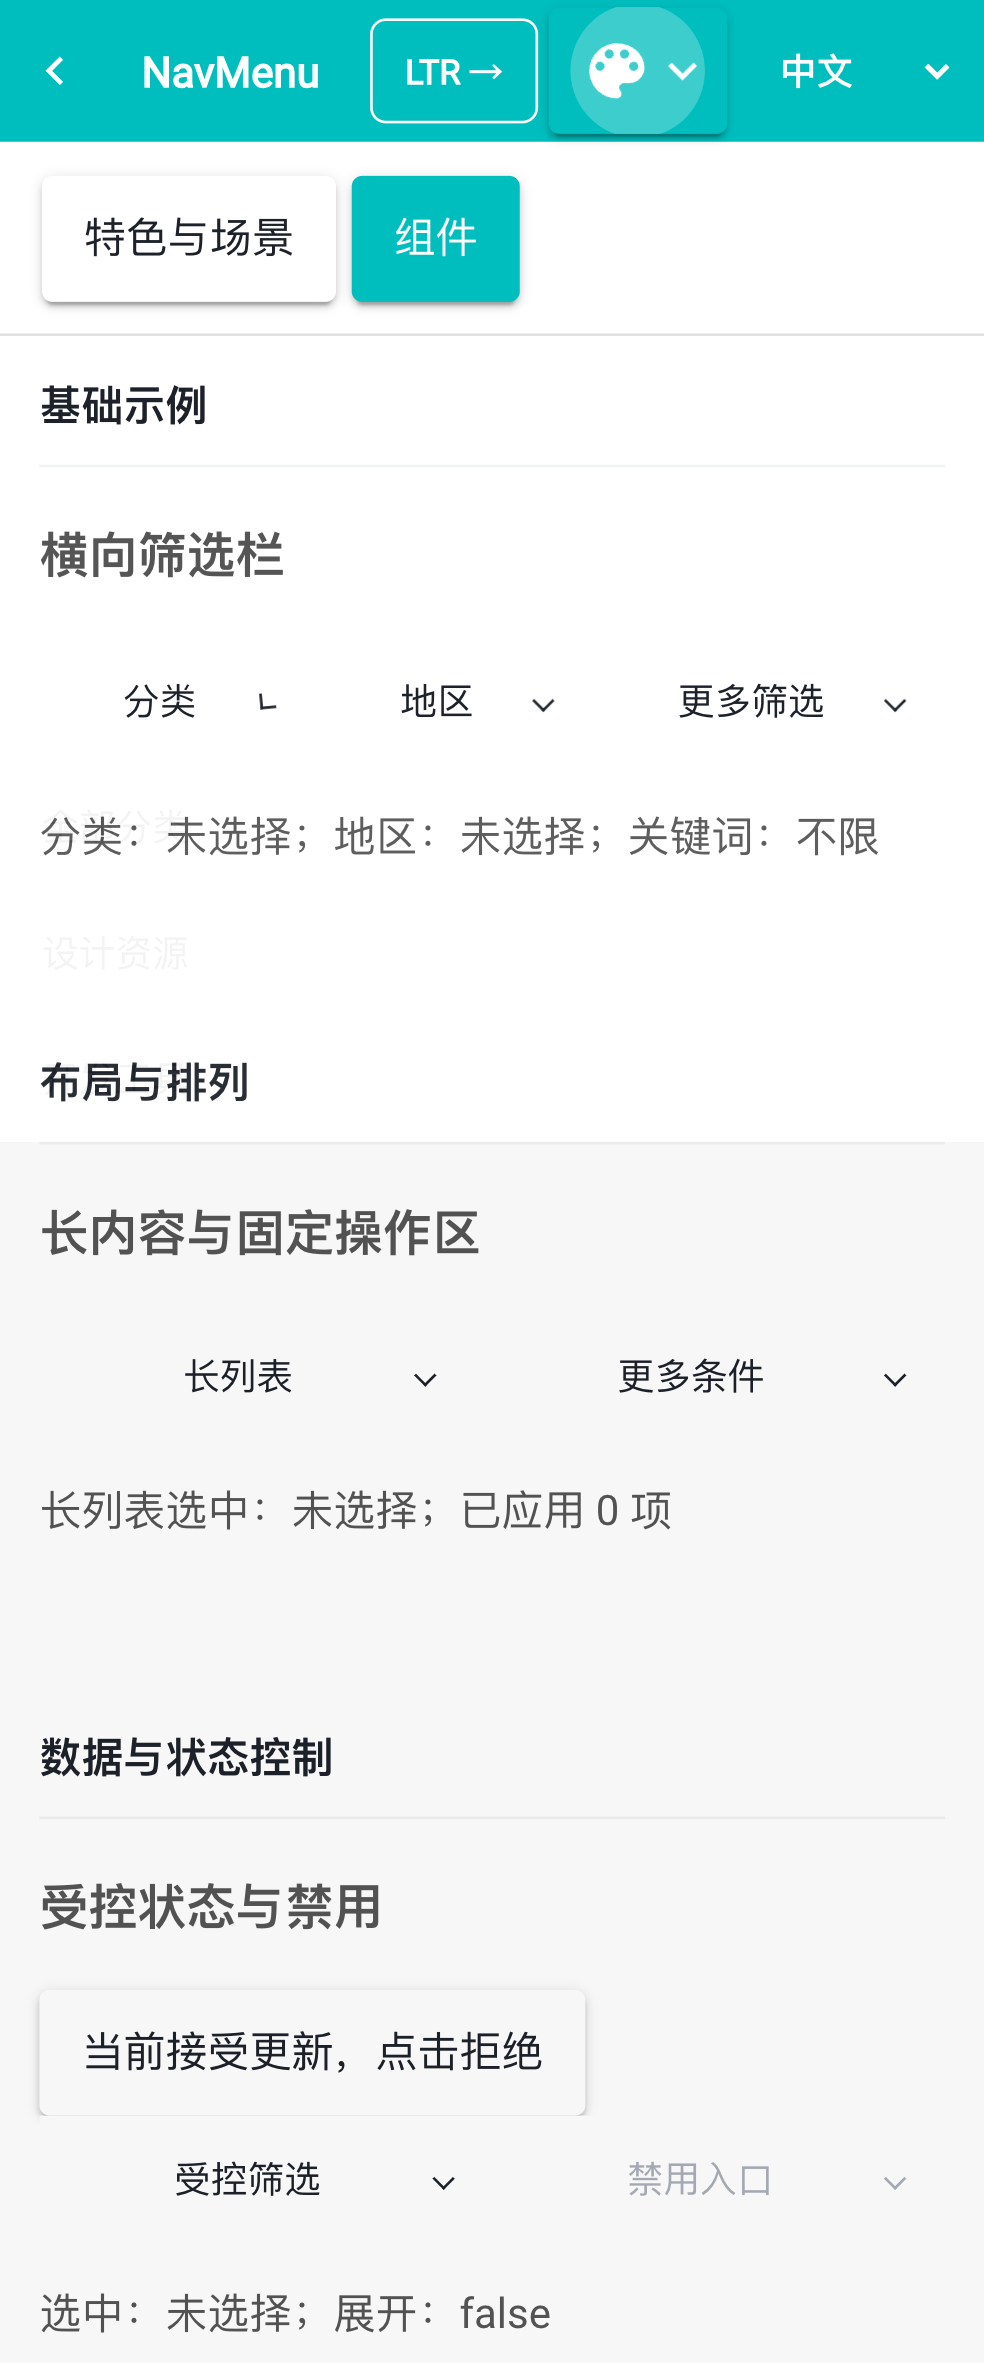 NavMenu LTR→ 中文
特色与场景 组件
基础示例
横向筛选栏
分类 地区 更多筛选
全部分类
分类：未选择；地区：未选择；关键词：不限
设计资源
布局与排列
长内容与固定操作区
长列表 更多条件
长列表选中：未选择；已应用 0 项
数据与状态控制
受控状态与禁用
当前接受更新，点击拒绝
受控筛选 禁用入口
选中：未选择；展开：false